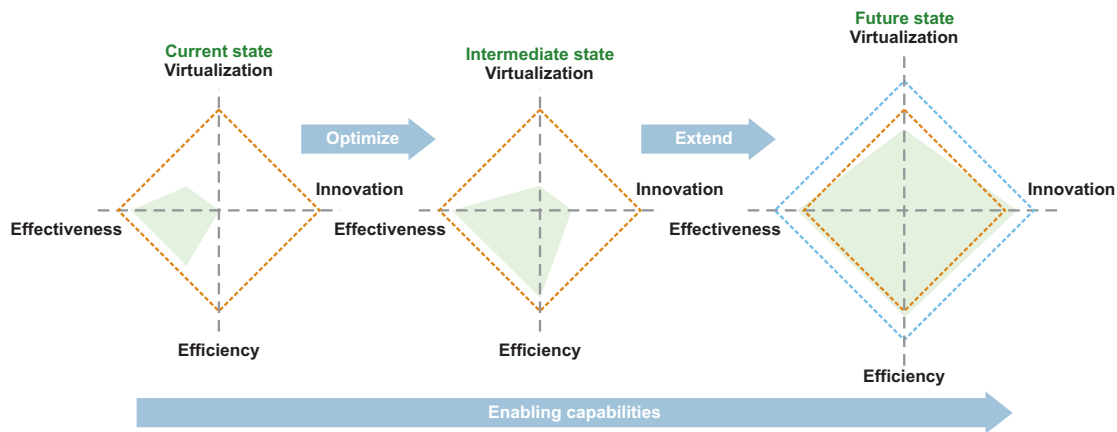 Current state
Virtualization
Optimize
Innovation
Effectiveness
Efficiency
Intermediate state
Virtualization
Extend
Innovation
Effectiveness
Efficiency
Future state
Virtualization
Innovation
Effectiveness
Efficiency
Enabling capabilities